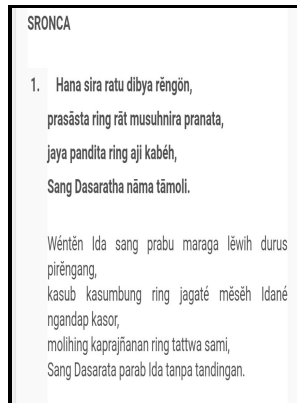 SRONCA
1. Hana sira ratu dibya rĕngön,
prasāsta ring rāt musuhnira pranata,
jaya pandita ring aji kabéh,
Sang Dasaratha nāma tāmoli.
Wéntĕn Ida sang prabu maraga lĕwih durus
pirĕngang,
kasub kasumbung ring jagaté mĕsĕh Idané
ngandap kasor,
molihing kaprajñanan ring tattwa sami,
Sang Dasarata parab Ida tanpa tandingan.